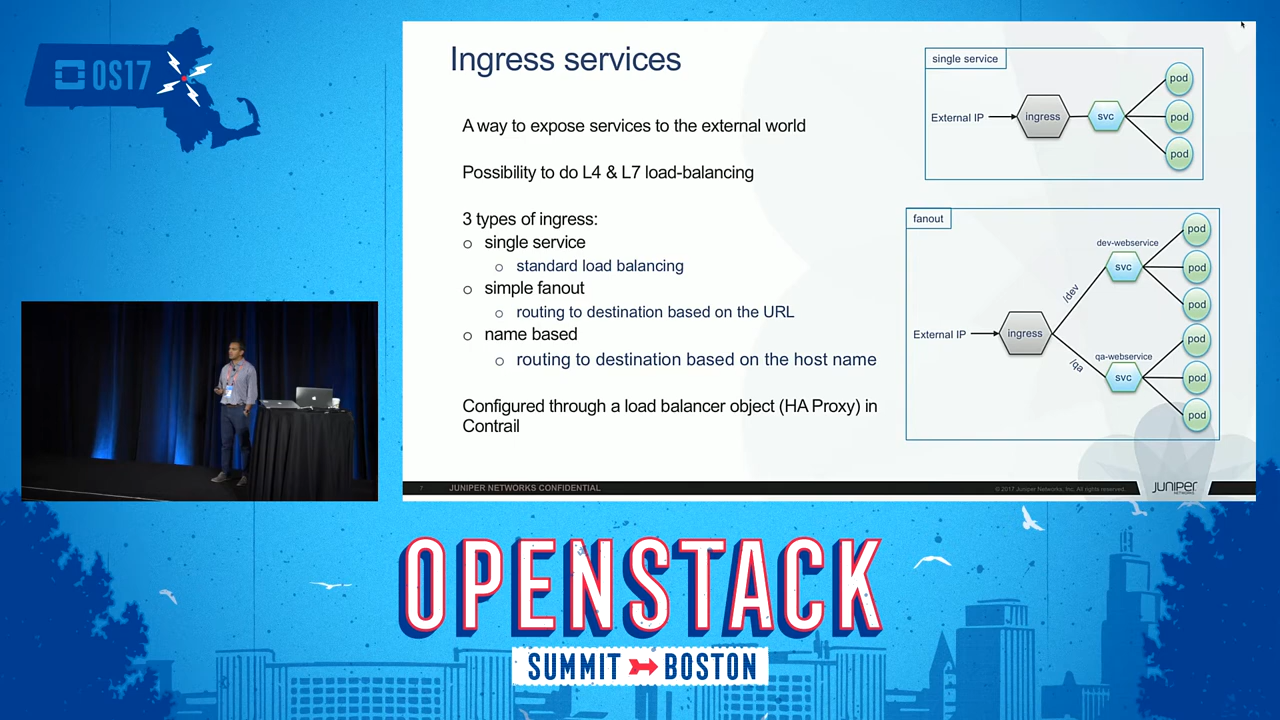 OS17
Ingress services
A way to expose services to the external world
Possibility to do L4 & L7 load-balancing
3 types of ingress:
o single service
o standard load balancing
o simple fanout
o routing to destination based on the URL
o name based
o routing to destination based on the host name
Configured through a load balancer object (HA Proxy) in
Contrail
single service
External IP
ingress
svc
pod
pod
pod
fanout
External IP
ingress
/dev
dev-webservice
svc
pod
pod
pod
/qa
qa-webservice
svc
pod
pod
pod
7
JUNIPER NETWORKS CONFIDENTIAL
© 2017 Juniper Networks, Inc. All rights reserved.
JUNIPER
NETWORKS
OPENSTACK
SUMMIT BOSTON